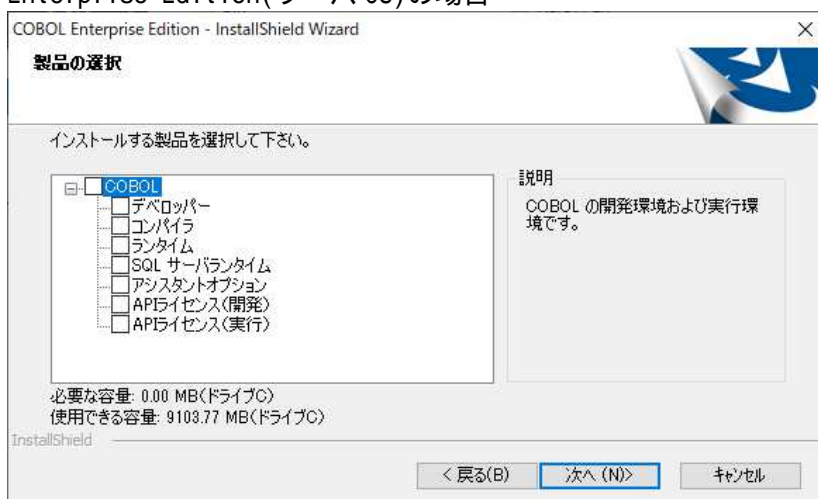 COBOL Enterprise Edition - InstallShield Wizard
製品の選択
インストールする製品を選択して下さい。
COBOL
デベロッパー
コンパイラ
ランタイム
SQL サーバランタイム
アシスタントオプション
APIライセンス(開発)
APIライセンス(実行)
説明
COBOL の開発環境および実行環
境です。
必要な容量: 0.00 MB(ドライブC)
使用できる容量: 9103.77 MB(ドライブC)
InstallShield
< 戻る(B)
次へ (N)>
キャンセル